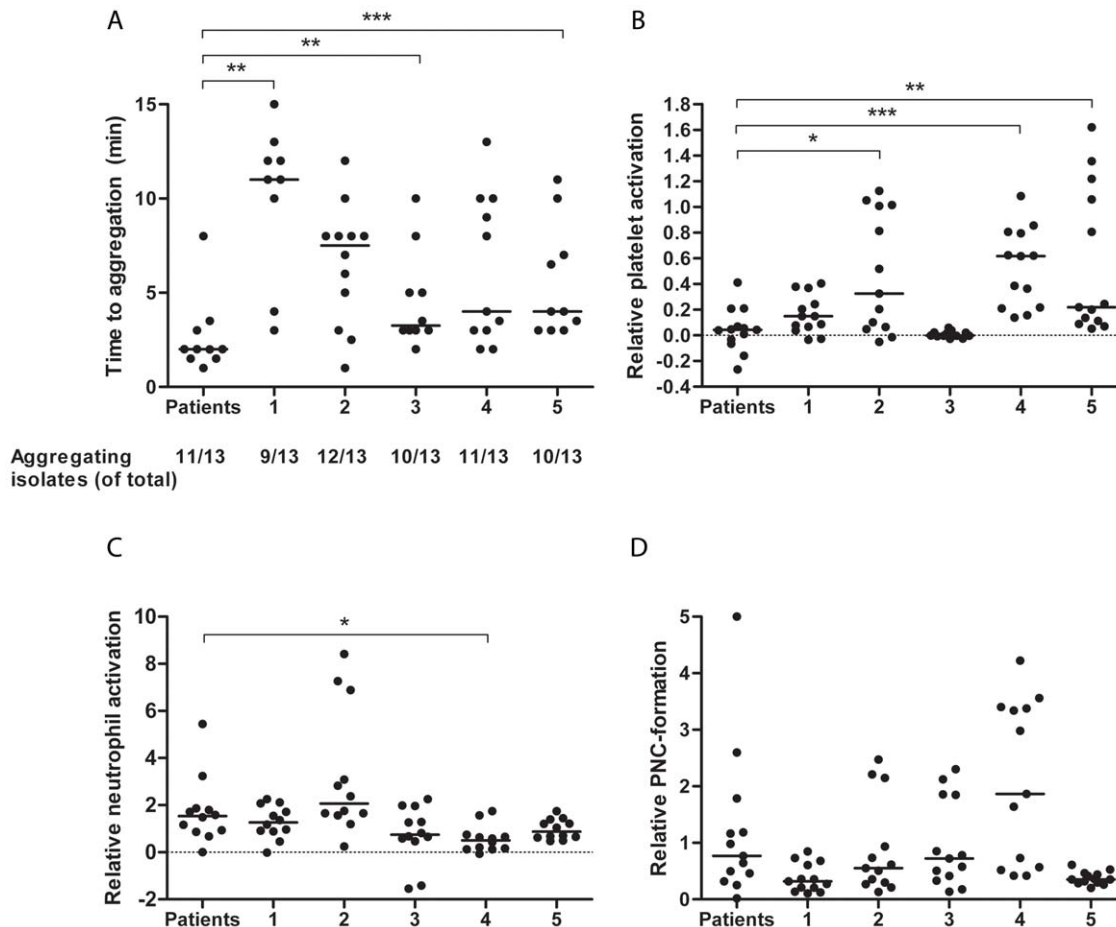 A
***
**
**
Time to aggregation (min)
15
10
5
0
Patients 1 2 3 4 5
Aggregating isolates (of total)
11/13 9/13 12/13 10/13 11/13 10/13
B
**
***
*
Relative platelet activation
1.8
1.6
1.4
1.2
1.0
0.8
0.6
0.4
0.2
0.0
-0.2
-0.4
Patients 1 2 3 4 5
C
*
Relative neutrophil activation
10
8
6
4
2
0
-2
Patients 1 2 3 4 5
D
Relative PNC-formation
5
4
3
2
1
0
Patients 1 2 3 4 5